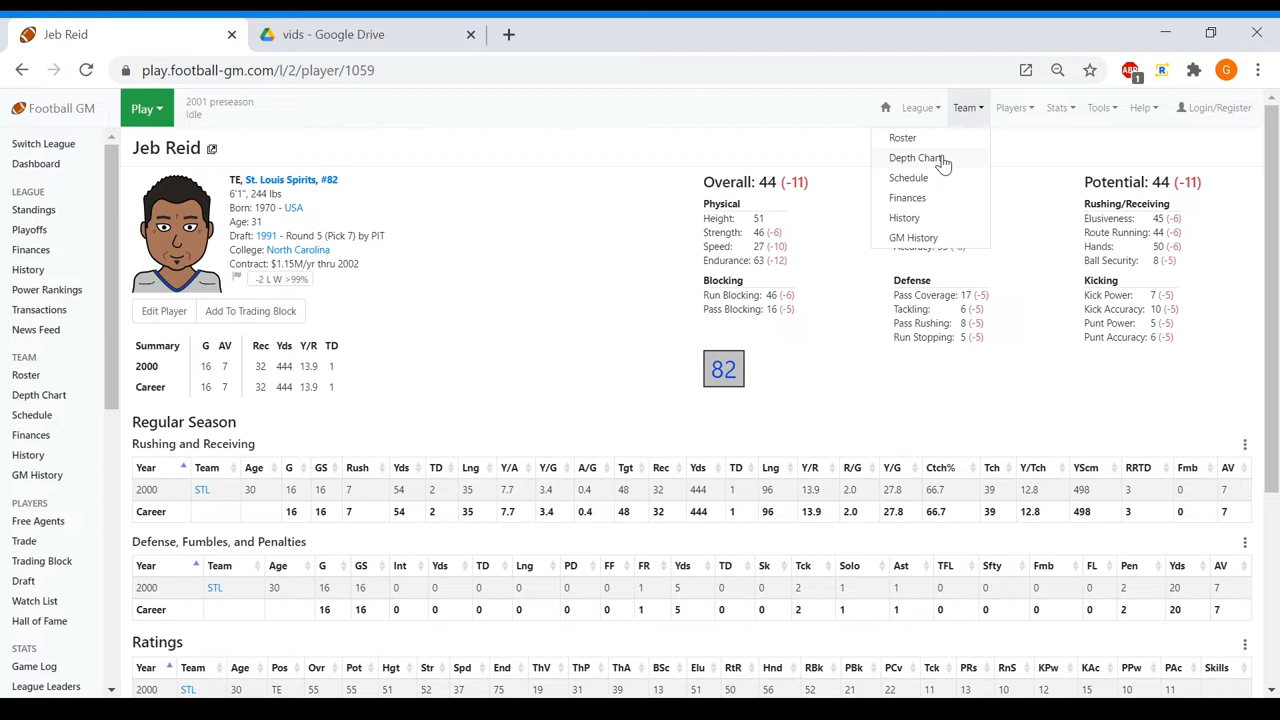 Jeb Reid
vids - Google Drive
play.football-gm.com/l/2/player/1059
ABP
1
R
G
Football GM
Play
2001 preseason
Idle
League
Team
Players
Stats
Tools
Help
Login/Register
Roster
Depth Chart
Schedule
Finances
History
GM History
Switch League
Dashboard
LEAGUE
Standings
Playoffs
Finances
History
Power Rankings
Transactions
News Feed
TEAM
Roster
Depth Chart
Schedule
Finances
History
GM History
PLAYERS
Free Agents
Trade
Trading Block
Draft
Watch List
Hall of Fame
STATS
Game Log
League Leaders
Jeb Reid
TE, St. Louis Spirits, #82
6'1", 244 lbs
Born: 1970 - USA
Age: 31
Draft: 1991 - Round 5 (Pick 7) by PIT
College: North Carolina
Contract: $1.15M/yr thru 2002
-2 L W >99%
Edit Player Add To Trading Block
Overall: 44 (-11)
Potential: 44 (-11)
Physical
Height: 51
Strength: 46 (-6)
Speed: 27 (-10)
Endurance: 63 (-12)
Rushing/Receiving
Elusiveness: 45 (-6)
Route Running: 44 (-6)
Hands: 50 (-6)
Ball Security: 8 (-5)
Blocking
Run Blocking: 46 (-6)
Pass Blocking: 16 (-5)
Defense
Pass Coverage: 17 (-5)
Tackling: 6 (-5)
Pass Rushing: 8 (-5)
Run Stopping: 5 (-5)
Kicking
Kick Power: 7 (-5)
Kick Accuracy: 10 (-5)
Punt Power: 5 (-5)
Punt Accuracy: 6 (-5)
82
Summary G AV Rec Yds Y/R TD
2000 16 7 32 444 13.9 1
Career 16 7 32 444 13.9 1
Regular Season
Rushing and Receiving
Year Team Age G GS Rush Yds TD Lng Y/A Y/G A/G Tgt Rec Yds TD Lng Y/R R/G Y/G Ctch% Tch Y/Tch YScm RRTD Fmb AV
2000 STL 30 16 16 7 54 2 35 7.7 3.4 0.4 48 32 444 1 96 13.9 2.0 27.8 66.7 39 12.8 498 3 0 7
Career 16 16 7 54 2 35 7.7 3.4 0.4 48 32 444 1 96 13.9 2.0 27.8 66.7 39 12.8 498 3 0 7
Defense, Fumbles, and Penalties
Year Team Age G GS Int Yds TD Lng PD FF FR Yds TD Sk Tck Solo Ast TFL Sfty Fmb FL Pen Yds AV
2000 STL 30 16 16 0 0 0 0 0 0 1 5 0 0 2 1 1 0 0 0 0 2 20 7
Career 16 16 0 0 0 0 0 0 1 5 0 0 2 1 1 0 0 0 0 2 20 7
Ratings
Year Team Age Pos Ovr Pot Hgt Str Spd End ThV ThP ThA BSc Elu RtR Hnd RBk PBk PCv Tck PRs RnS KPw KAc PPw PAc Skills
2000 STL 30 TE 55 55 51 52 37 75 19 31 39 13 51 50 56 52 21 22 11 13 10 12 15 10 11